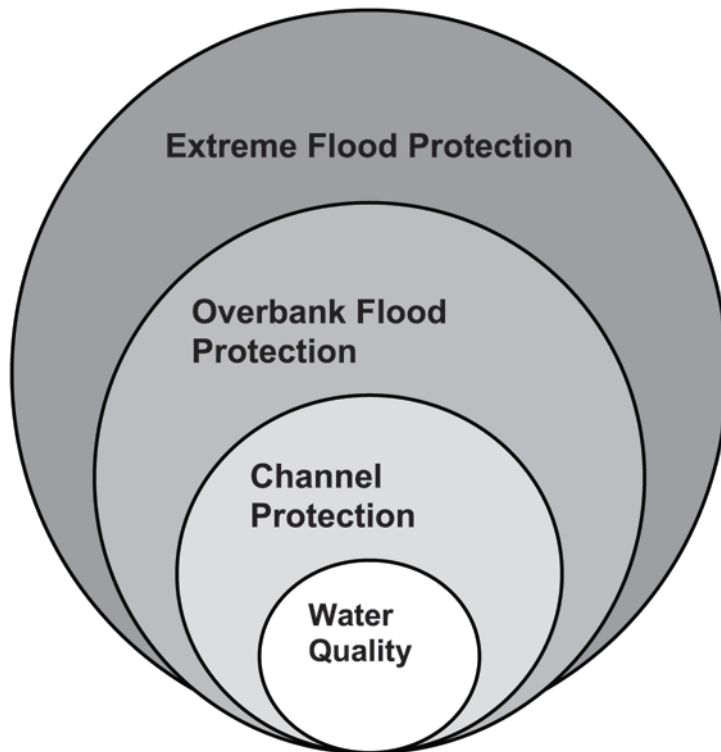 Extreme Flood Protection
Overbank Flood
Protection
Channel
Protection
Water
Quality